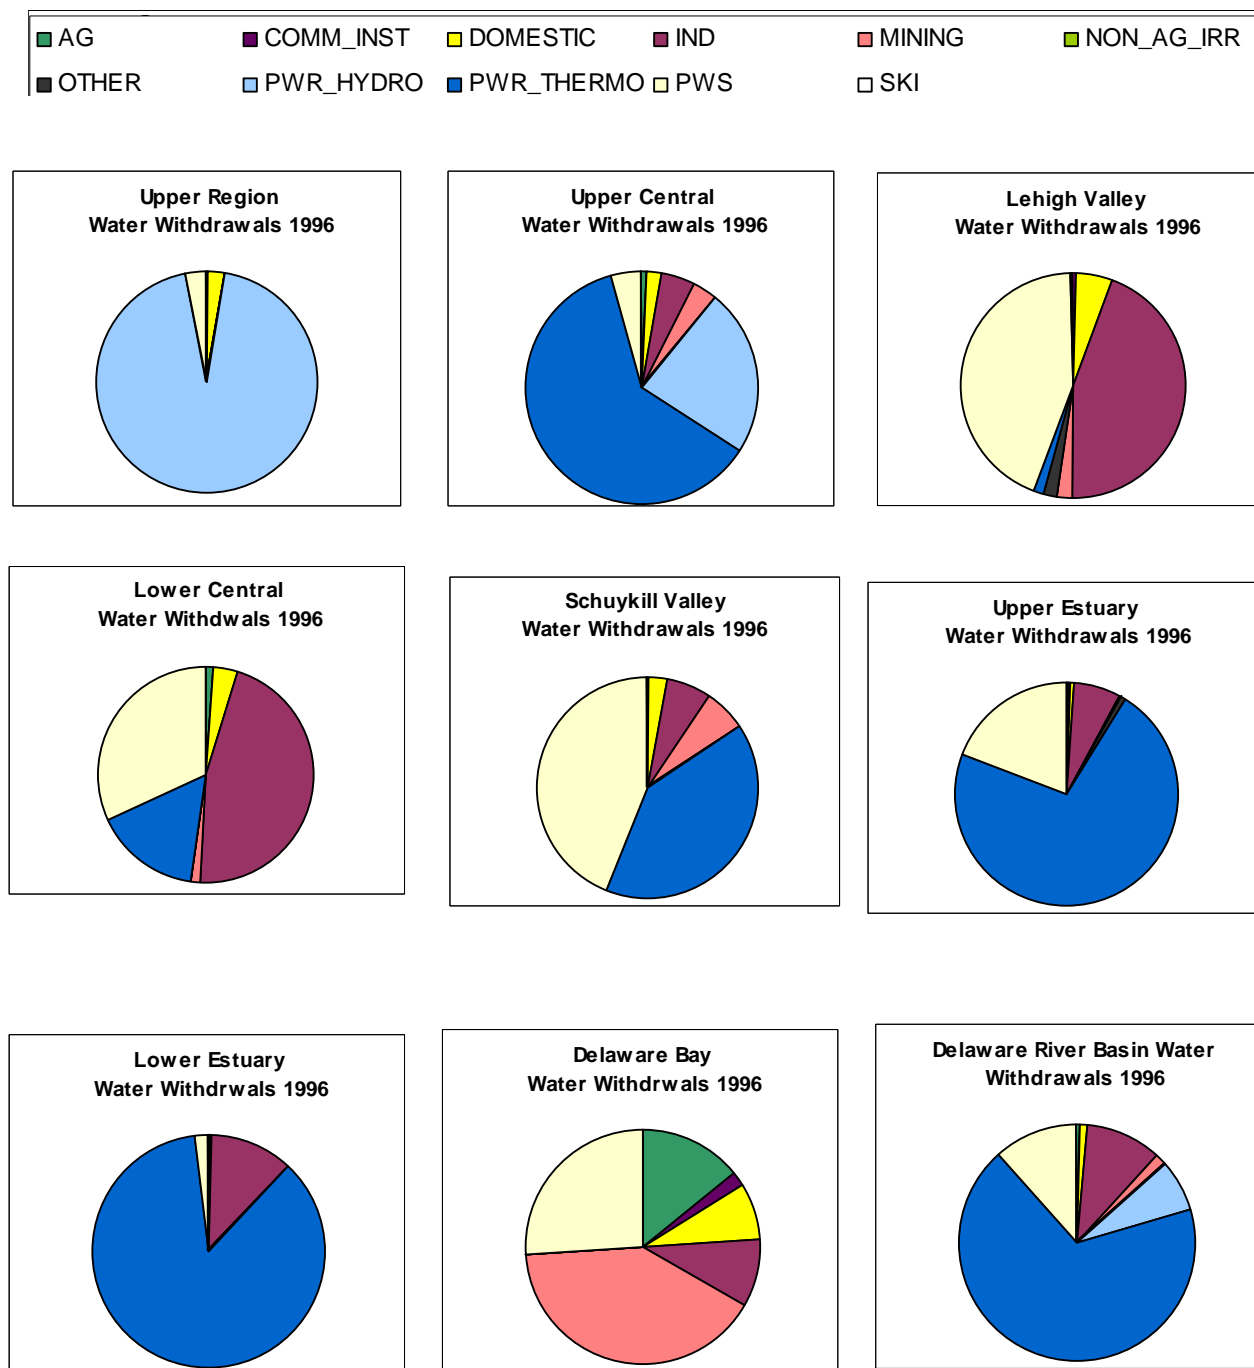 AG COMM_INST DOMESTIC IND MINING NON_AG_IRR
OTHER PWR_HYDRO PWR_THERMO PWS SKI
Upper Region
Water Withdrawals 1996
Upper Central
Water Withdrawals 1996
Lehigh Valley
Water Withdrawals 1996
Lower Central
Water Withdwals 1996
Schuykill Valley
Water Withdrawals 1996
Upper Estuary
Water Withdrawals 1996
Lower Estuary
Water Withdrwals 1996
Delaware Bay
Water Withdrwals 1996
Delaware River Basin Water
Withdrawals 1996